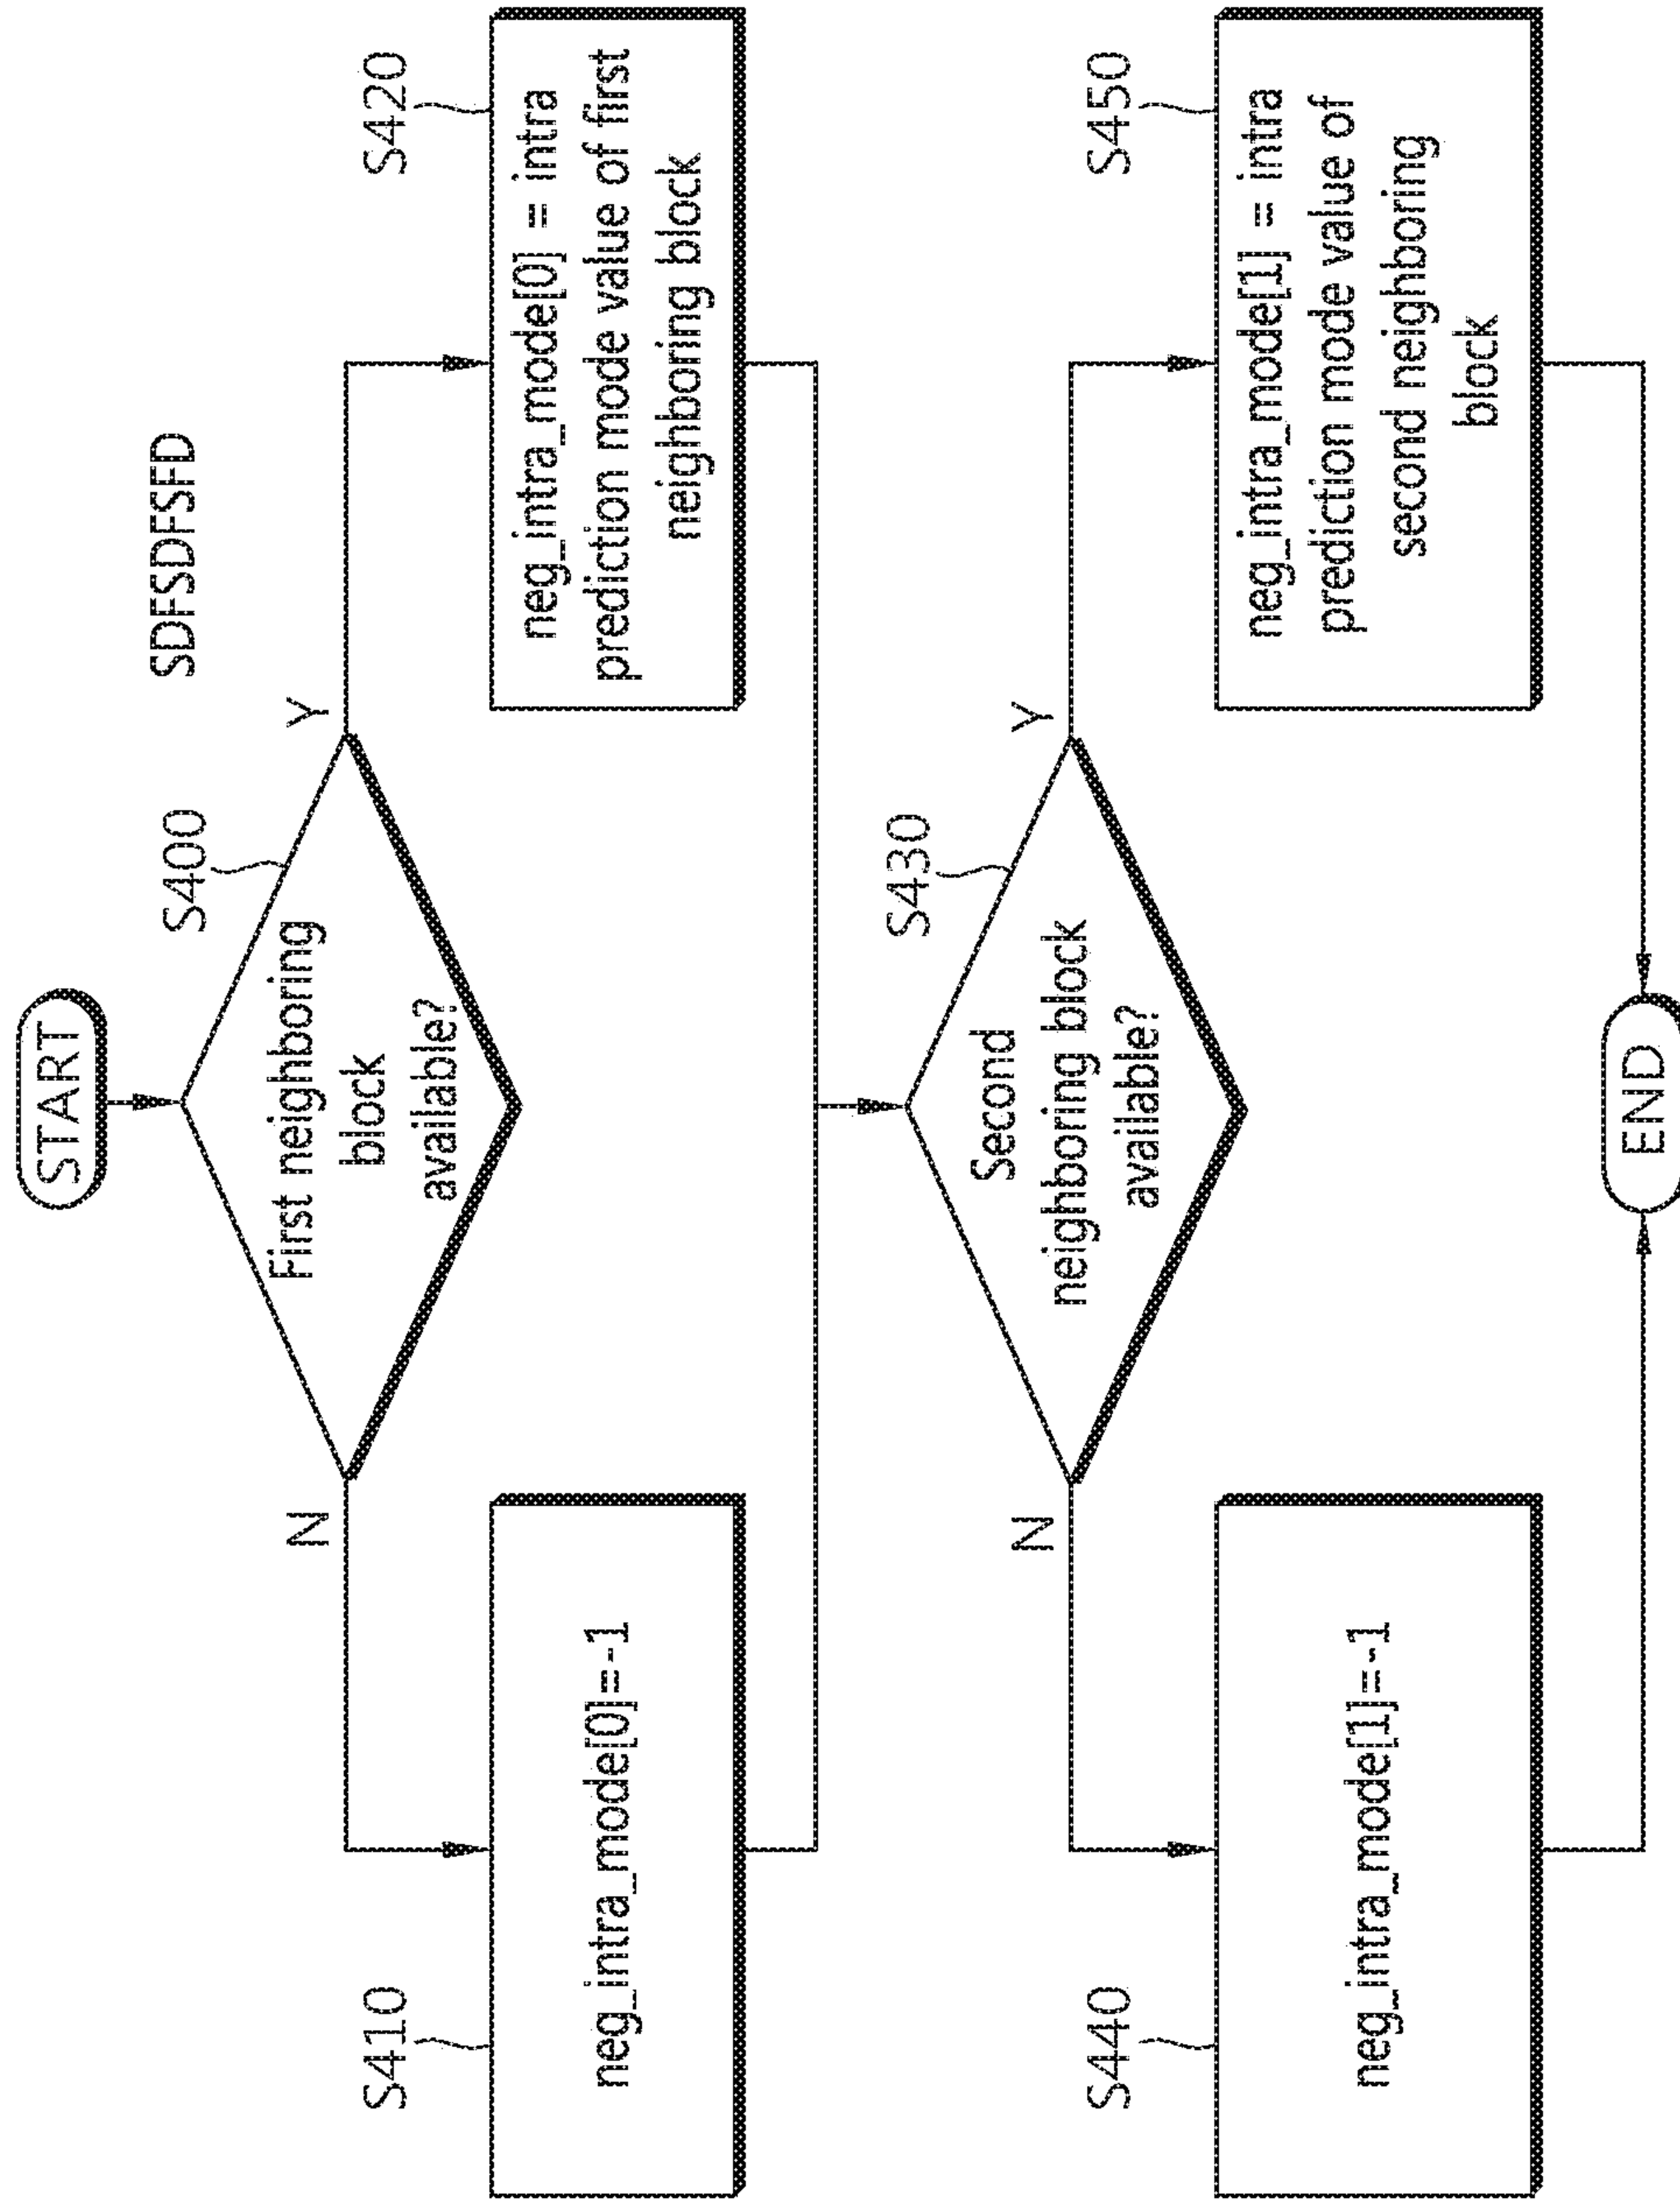 START
SDFSDFSFD
S400
First neighboring
block
available?
N
Y
S410
neg_intra_mode[0]=-1
S420
neg_intra_mode[0] = intra
prediction mode value of first
neighboring block
S430
Second
neighboring block
available?
N
Y
S440
neg_intra_mode[1]=-1
S450
neg_intra_mode[1] = intra
prediction mode value of
second neighboring
block
END